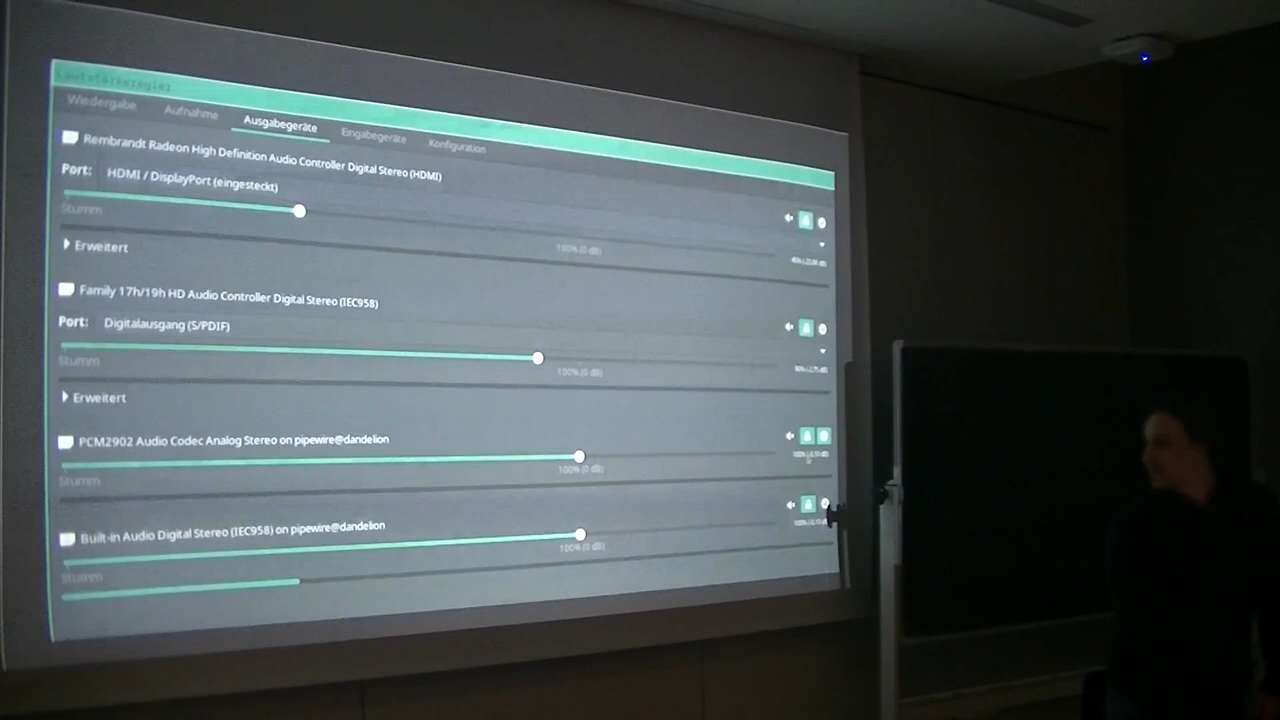 Lautstärkeregler
Wiedergabe Aufnahme Ausgabegeräte Eingabegeräte Konfiguration
Rembrandt Radeon High Definition Audio Controller Digital Stereo (HDMI)
Port: HDMI / DisplayPort (eingesteckt)
Stumm 100% (0 dB)
Erweitert
Family 17h/19h HD Audio Controller Digital Stereo (IEC958)
Port: Digitalausgang (S/PDIF)
Stumm 100% (0 dB)
Erweitert
PCM2902 Audio Codec Analog Stereo on pipewire@dandelion
Stumm 100% (0 dB)
Built-in Audio Digital Stereo (IEC958) on pipewire@dandelion
Stumm 100% (0 dB)